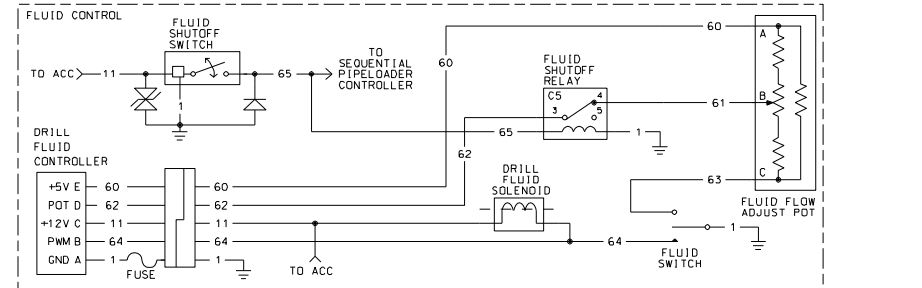 FLUID CONTROL
FLUID
SHUTOFF
SWITCH
TO ACC
11
1
65
TO
SEQUENTIAL
PIPELOADER
CONTROLLER
60
60
A
B
C
61
63
FLUID
SHUTOFF
RELAY
C5
4
3
5
65
1
62
DRILL
FLUID
CONTROLLER
+5V E
60
60
POT D
62
62
+12V C
11
11
PWM B
64
64
GND A
1
1
FUSE
TO ACC
DRILL
FLUID
SOLENOID
64
FLUID FLOW
ADJUST POT
1
FLUID
SWITCH